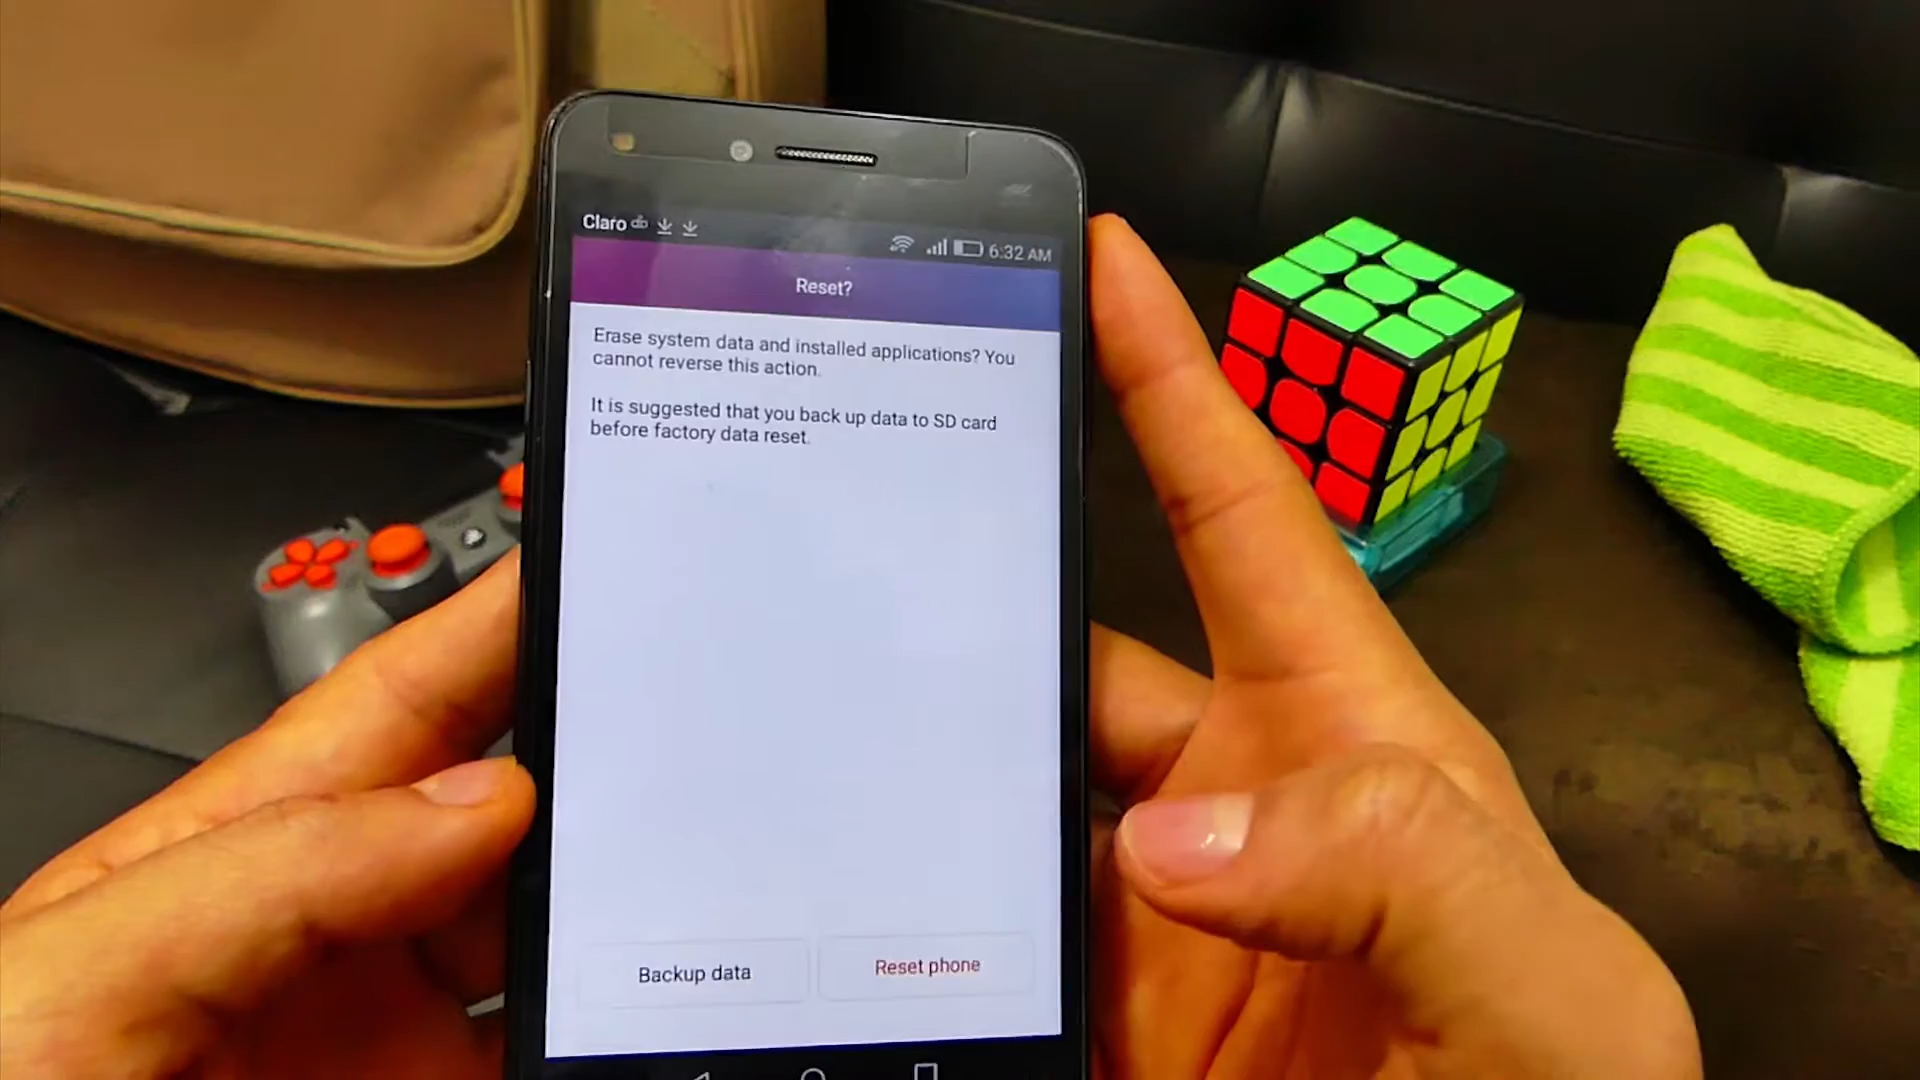 Claro
6:32 AM
Reset?
Erase system data and installed applications? You
cannot reverse this action.
It is suggested that you back up data to SD card
before factory data reset.
Backup data
Reset phone